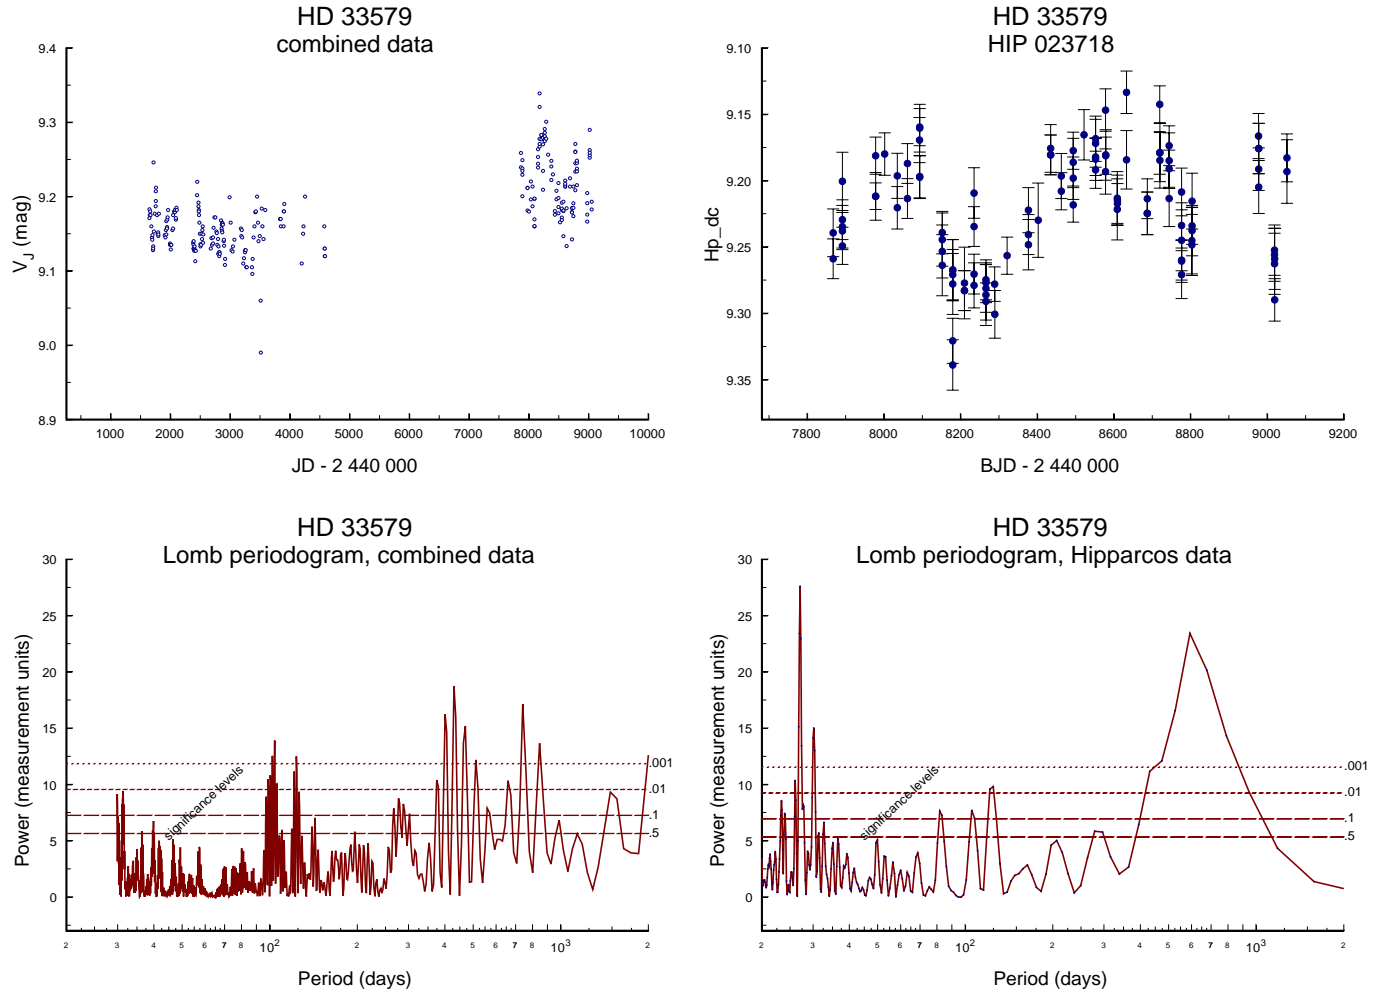 HD 33579
combined data
9.4
9.3
9.2
9.1
9.0
8.9
V_J (mag)
1000 2000 3000 4000 5000 6000 7000 8000 9000 10000
JD - 2 440 000
HD 33579
HIP 023718
9.10
9.15
9.20
9.25
9.30
9.35
Hp_dc
7800 8000 8200 8400 8600 8800 9000 9200
BJD - 2 440 000
HD 33579
Lomb periodogram, combined data
30
25
20
15
10
5
0
Power (measurement units)
significance levels
.001
.01
.1
.5
2 3 4 5 6 7 8 10² 2 3 4 5 6 7 8 10³ 2
Period (days)
HD 33579
Lomb periodogram, Hipparcos data
30
25
20
15
10
5
0
Power (measurement units)
significance levels
.001
.01
.1
.5
2 3 4 5 6 7 8 10² 2 3 4 5 6 7 8 10³ 2
Period (days)